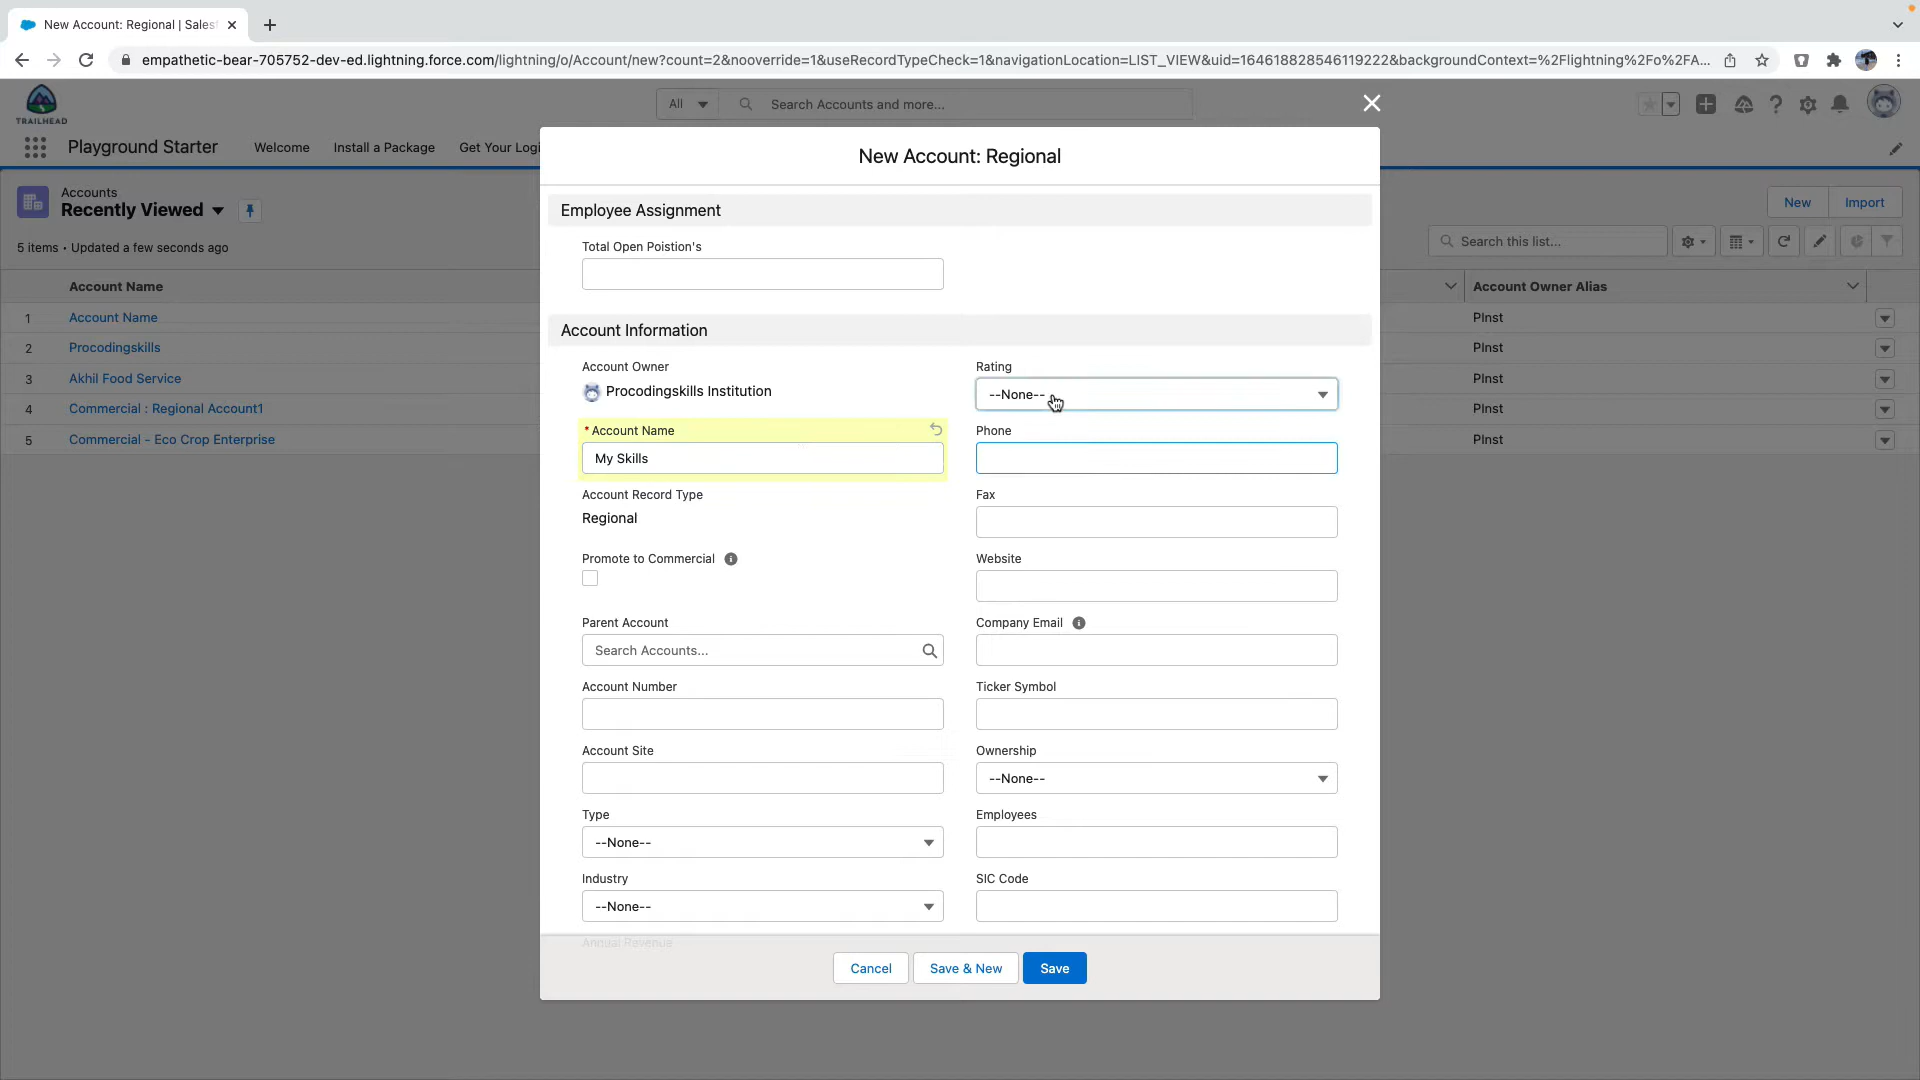 New Account: Regional | Sales
empathetic-bear-705752-dev-ed.lightning.force.com/lightning/o/Account/new?count=2&nooverride=1&useRecordTypeCheck=1&navigationLocation=LIST_VIEW&uid=164618828546119222&backgroundContext=%2Flightning%2Fo%2FA...
TRAILHEAD
All
Search Accounts and more...
Playground Starter
Welcome
Install a Package
Get Your Logi
Accounts
Recently Viewed
5 items • Updated a few seconds ago
New
Import
Search this list...
Account Name
Account Owner Alias
1 Account Name PInst
2 Procodingskills PInst
3 Akhil Food Service PInst
4 Commercial : Regional Account1 PInst
5 Commercial - Eco Crop Enterprise PInst
New Account: Regional
Employee Assignment
Total Open Poistion's
Account Information
Account Owner
Procodingskills Institution
Rating
--None--
* Account Name
My Skills
Phone
Account Record Type
Regional
Fax
Promote to Commercial
Website
Parent Account
Search Accounts...
Company Email
Account Number
Ticker Symbol
Account Site
Ownership
--None--
Type
--None--
Employees
Industry
--None--
SIC Code
Annual Revenue
Cancel
Save & New
Save